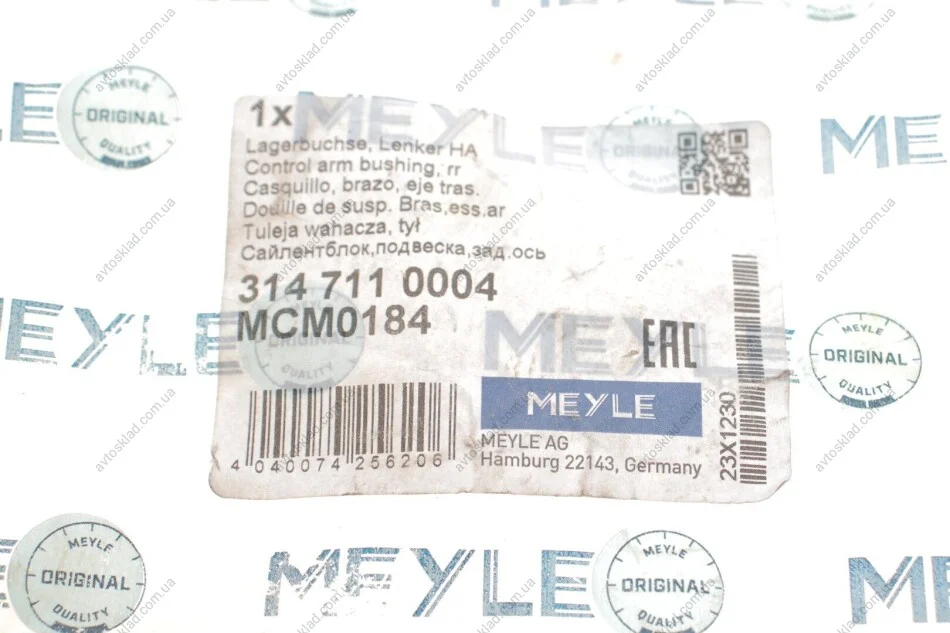 1x
Lagerbuchse, Lenker HA
Control arm bushing, rr
Casquillo, brazo, eje tras.
Douille de susp. Bras,ess.ar
Tuleja wahacza, tył
Сайлентблок,подвеска,зад.ось
314 711 0004
MCM0184
EAC
MEYLE
MEYLE AG
Hamburg 22143, Germany
4 040074 256206
23X1230
MEYLE
MEYLE
ORIGINAL
QUALITY
MEYLE
MEYLE
MEYLE
ORIGINAL
QUALITY
MEYLE
ORIGINAL
QUALITY
MEYLE
MEYLE
ORIGINAL
QUALITY
avtosklad.com.ua